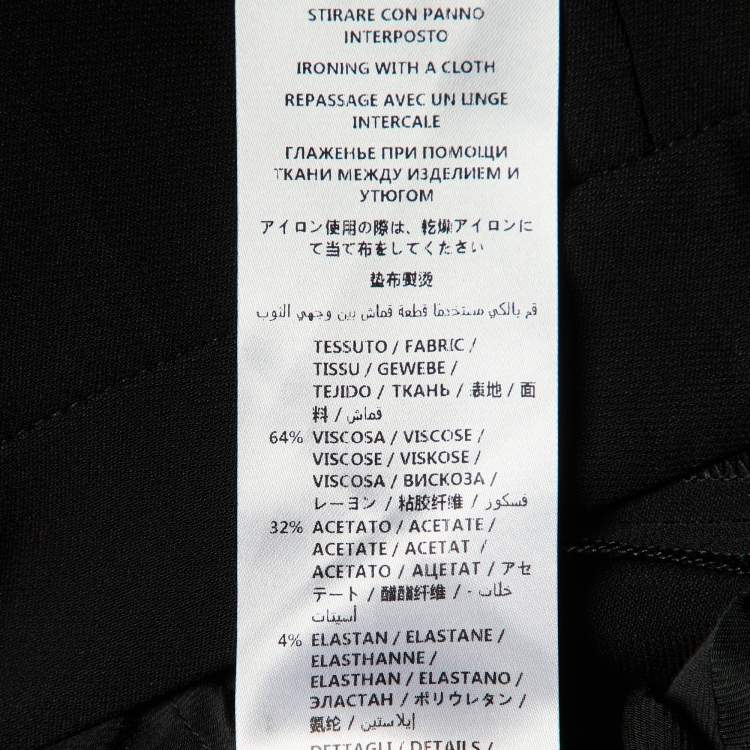 STIRARE CON PANNO
INTERPOSTO
IRONING WITH A CLOTH
REPASSAGE AVEC UN LINGE
INTERCALE
ГЛАЖЕНЬЕ ПРИ ПОМОЩИ
ТКАНИ МЕЖДУ ИЗДЕЛИЕМ И
УТЮГОМ
アイロン使用の際は、乾燥アイロンに
て当て布をしてください
垫布熨烫
قم بالكي مستخدمًا قطعة قماش بين وجهي الثوب
TESSUTO / FABRIC /
TISSU / GEWEBE /
TEJIDO / ТКАНЬ / 表地 / 面
料 / قماش
64% VISCOSA / VISCOSE /
VISCOSE / VISKOSE /
VISCOSA / ВИСКОЗА /
レーヨン / 粘胶纤维 / فسكوز
32% ACETATO / ACETATE /
ACETATE / ACETAT /
ACETATO / АЦЕТАТ / アセ
テート / 醋酯纤维 / خلات -
أسيتات
4% ELASTAN / ELASTANE /
ELASTHANNE /
ELASTHAN / ELASTANO /
ЭЛАСТАН / ポリウレタン /
氨纶 / إيلاستين
DETTAGLI / DETAILS /